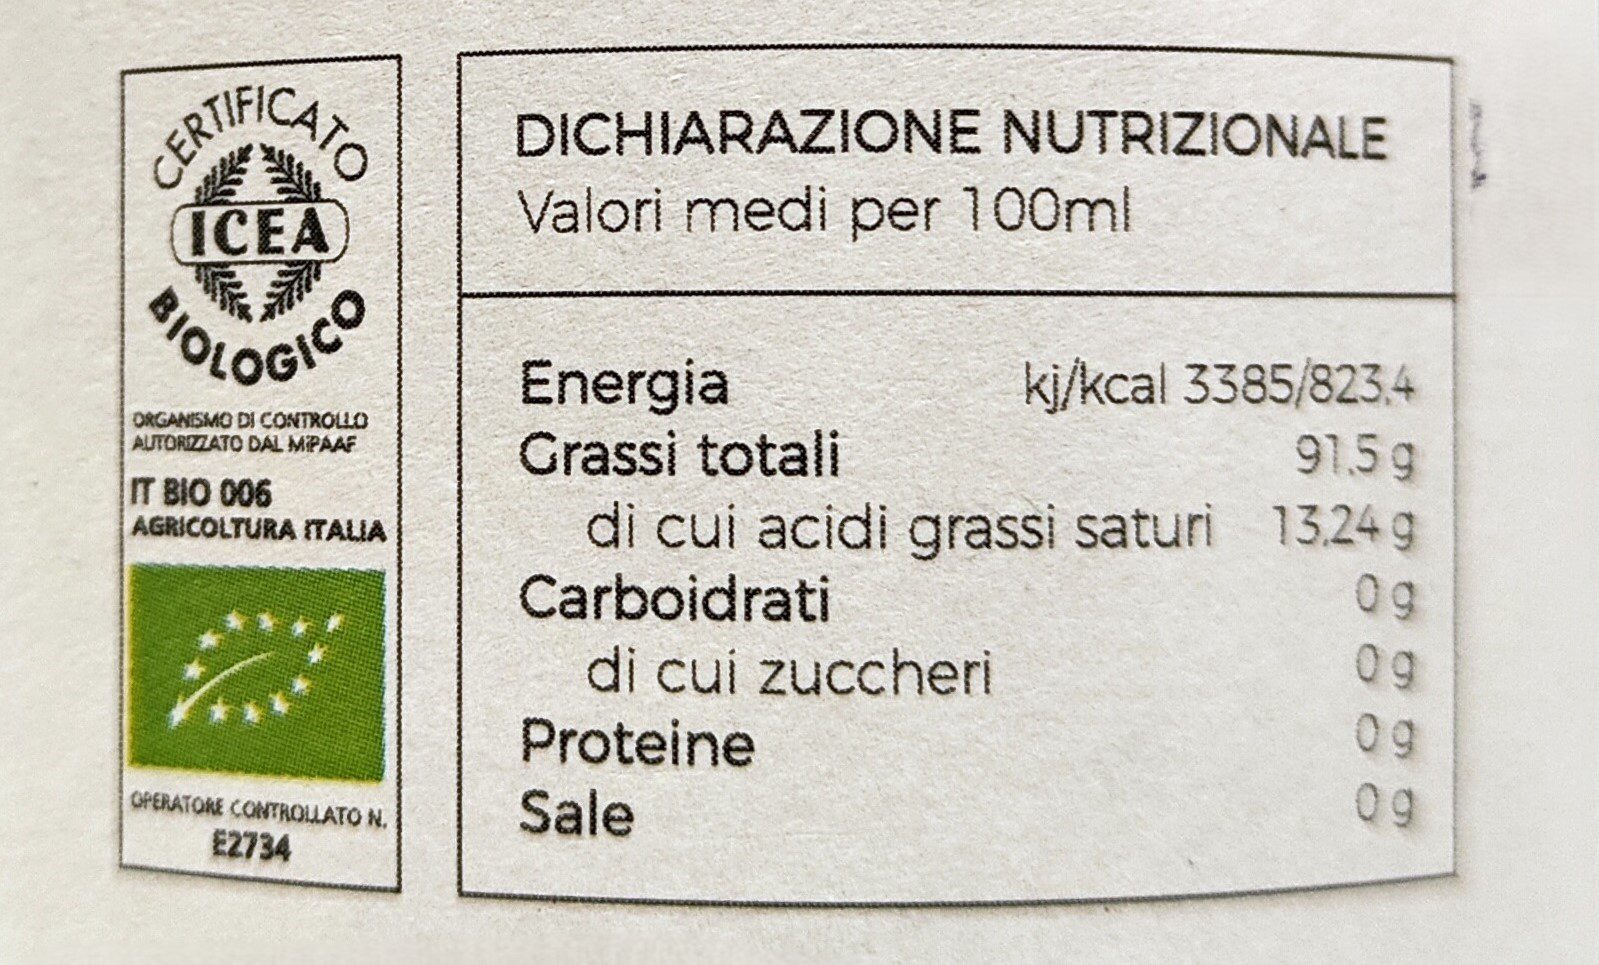 CERTIFICATO
ICEA
BIOLOGICO
ORGANISMO DI CONTROLLO
AUTORIZZATO DAL MiPAAF
IT BIO 006
AGRICOLTURA ITALIA
OPERATORE CONTROLLATO N.
E2734
DICHIARAZIONE NUTRIZIONALE
Valori medi per 100ml
Energia kj/kcal 3385/823,4
Grassi totali 91,5 g
di cui acidi grassi saturi 13,24 g
Carboidrati 0 g
di cui zuccheri 0 g
Proteine 0 g
Sale 0 g